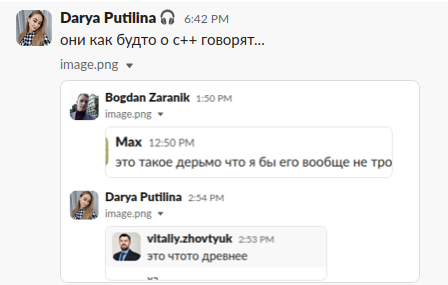 Darya Putilina 6:42 PM
они как будто о с++ говорят...
image.png
Bogdan Zaranik 1:50 PM
image.png
Max 12:50 PM
это такое дерьмо что я бы его вообще не тро
Darya Putilina 2:54 PM
image.png
vitaliy.zhovtyuk 2:53 PM
это чтото древнее